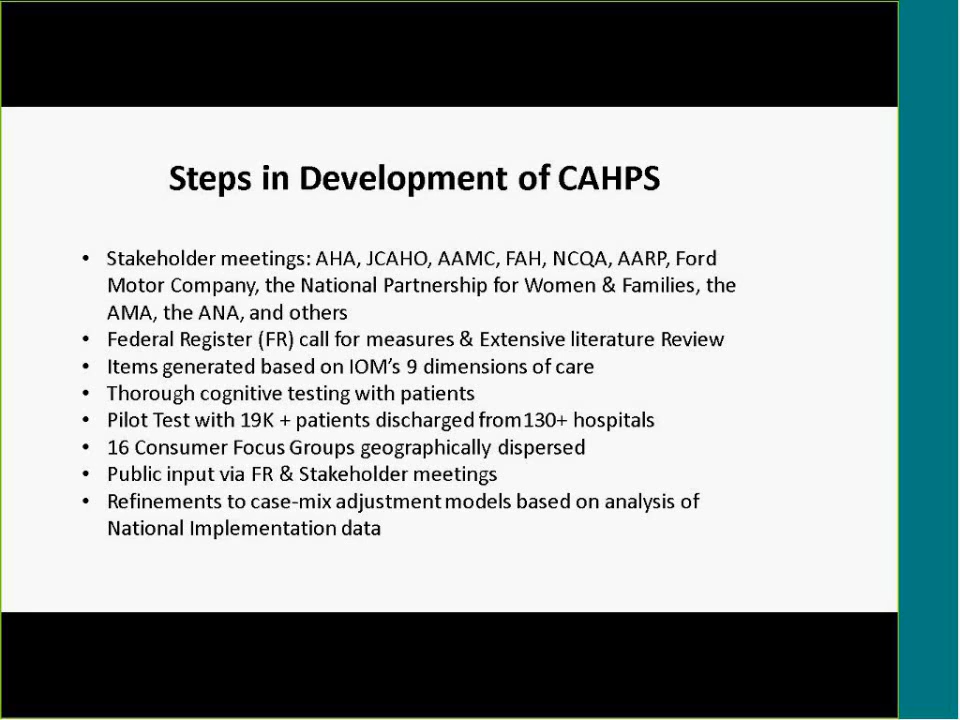 Steps in Development of CAHPS
• Stakeholder meetings: AHA, JCAHO, AAMC, FAH, NCQA, AARP, Ford
Motor Company, the National Partnership for Women & Families, the
AMA, the ANA, and others
• Federal Register (FR) call for measures & Extensive literature Review
• Items generated based on IOM's 9 dimensions of care
• Thorough cognitive testing with patients
• Pilot Test with 19K + patients discharged from130+ hospitals
• 16 Consumer Focus Groups geographically dispersed
• Public input via FR & Stakeholder meetings
• Refinements to case-mix adjustment models based on analysis of
National Implementation data